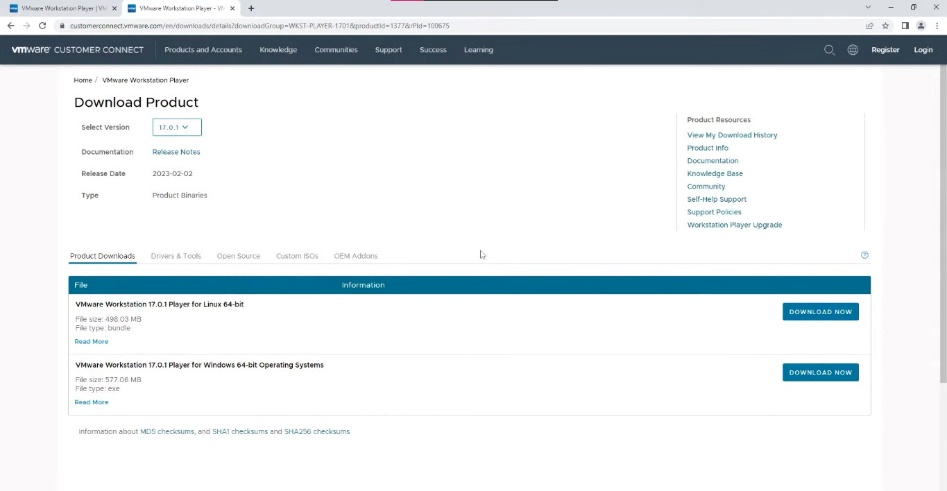 VMware Workstation Player | VM
VMware Workstation Player - VM
customerconnect.vmware.com/en/downloads/details?downloadGroup=WKST-PLAYER-1701&productId=1377&rPId=100675
vmware CUSTOMER CONNECT Products and Accounts Knowledge Communities Support Success Learning Register Login
Home / VMware Workstation Player
Download Product
Select Version 17.0.1
Documentation Release Notes
Release Date 2023-02-02
Type Product Binaries
Product Resources
View My Download History
Product Info
Documentation
Knowledge Base
Community
Self-Help Support
Support Policies
Workstation Player Upgrade
Product Downloads Drivers & Tools Open Source Custom ISOs OEM Addons
File Information
VMware Workstation 17.0.1 Player for Linux 64-bit
File size: 498.03 MB
File type: bundle
Read More
DOWNLOAD NOW
VMware Workstation 17.0.1 Player for Windows 64-bit Operating Systems
File size: 577.06 MB
File type: exe
Read More
DOWNLOAD NOW
Information about MD5 checksums, and SHA1 checksums and SHA256 checksums